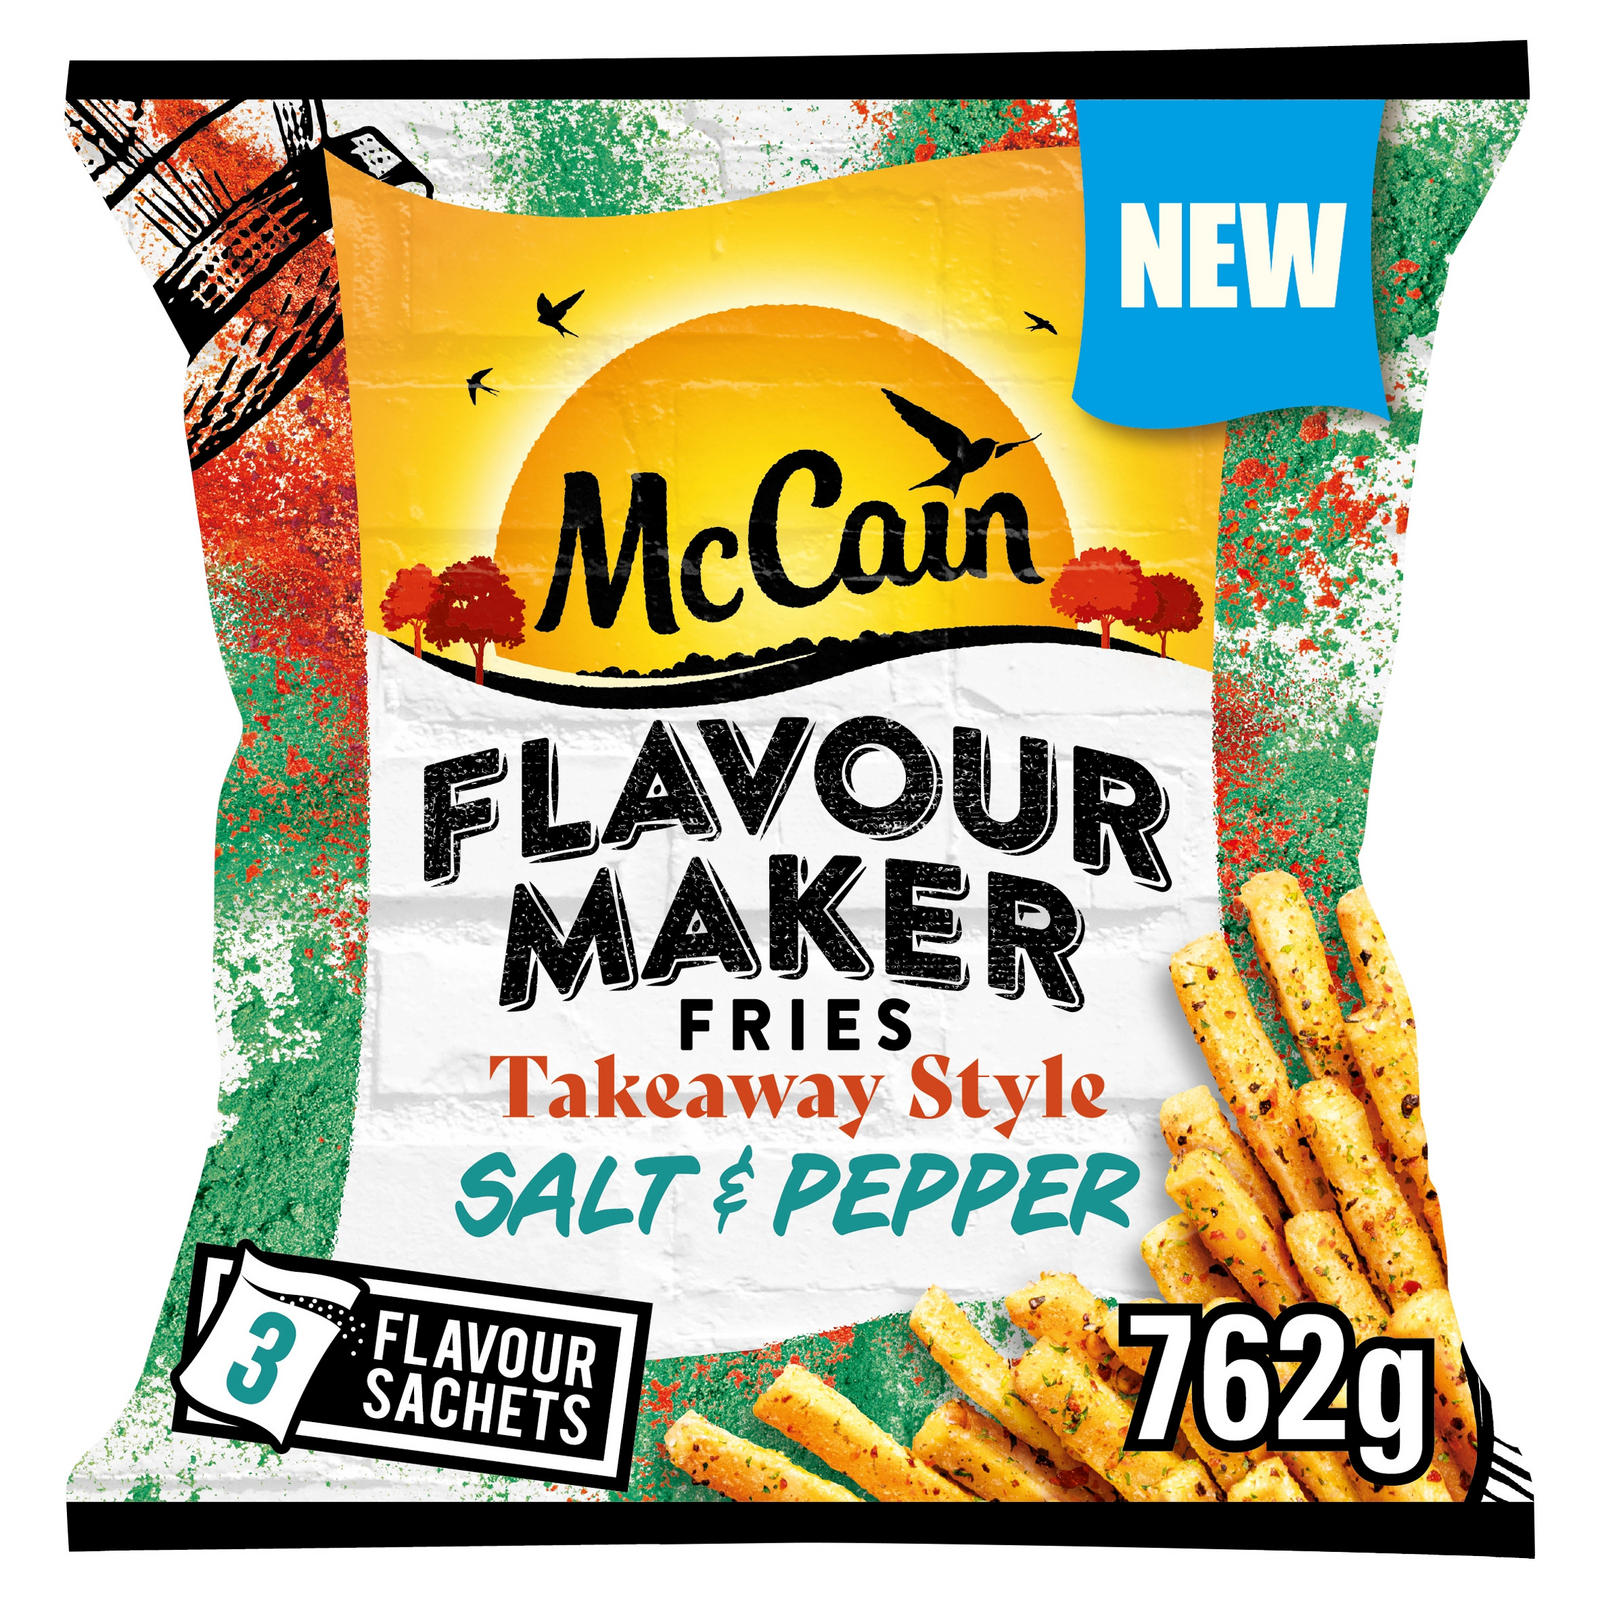 NEW
McCain
FLAVOUR
MAKER
FRIES
Takeaway Style
SALT & PEPPER
3
FLAVOUR
SACHETS
762g